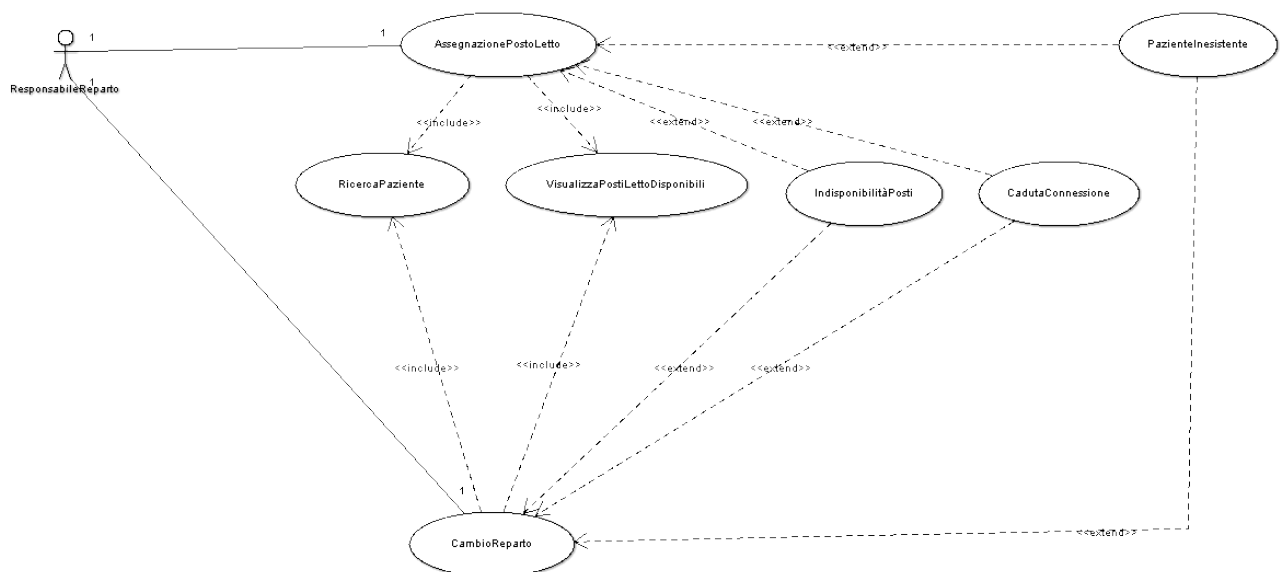 1
1
AssegnazionePostoLetto
<<extend>>
PazienteInesistente
1
ResponsabileReparto
<<include>>
<<include>>
<<extend>>
<<extend>>
RicercaPaziente
VisualizzaPostiLettoDisponibili
IndisponibilitàPosti
CadutaConnessione
<<include>>
<<include>>
<<extend>>
<<extend>>
1
CambioReparto
<<extend>>